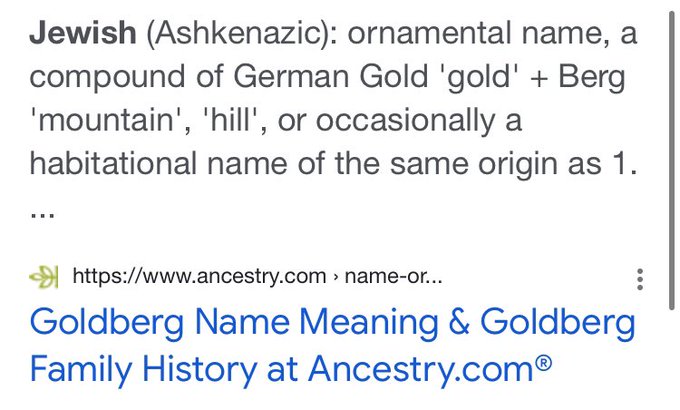 Jewish (Ashkenazic): ornamental name, a
compound of German Gold 'gold' + Berg
'mountain', 'hill', or occasionally a
habitational name of the same origin as 1.
...
https://www.ancestry.com › name-or...
Goldberg Name Meaning & Goldberg
Family History at Ancestry.com®